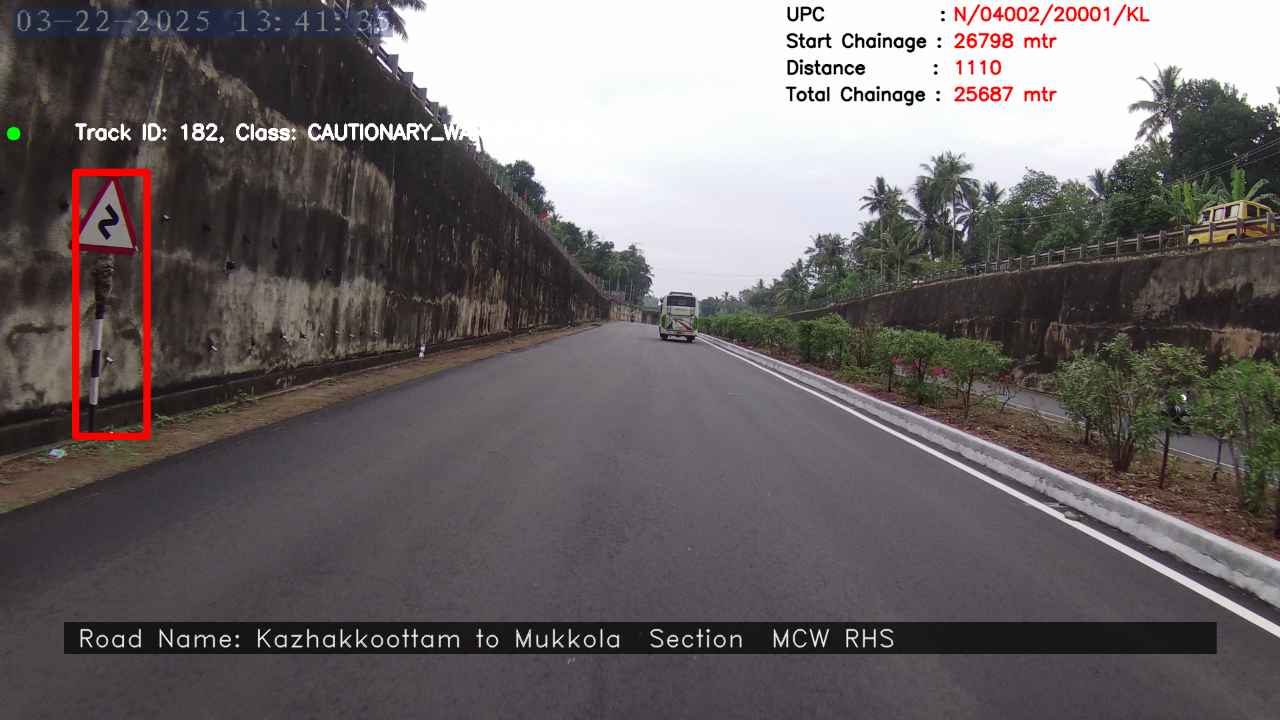 03-22-2025 13:41:35
UPC : N/04002/20001/KL
Start Chainage : 26798 mtr
Distance : 1110
Total Chainage : 25687 mtr
Track ID: 182, Class: CAUTIONARY_WA
Road Name: Kazhakkoottam to Mukkola Section MCW RHS